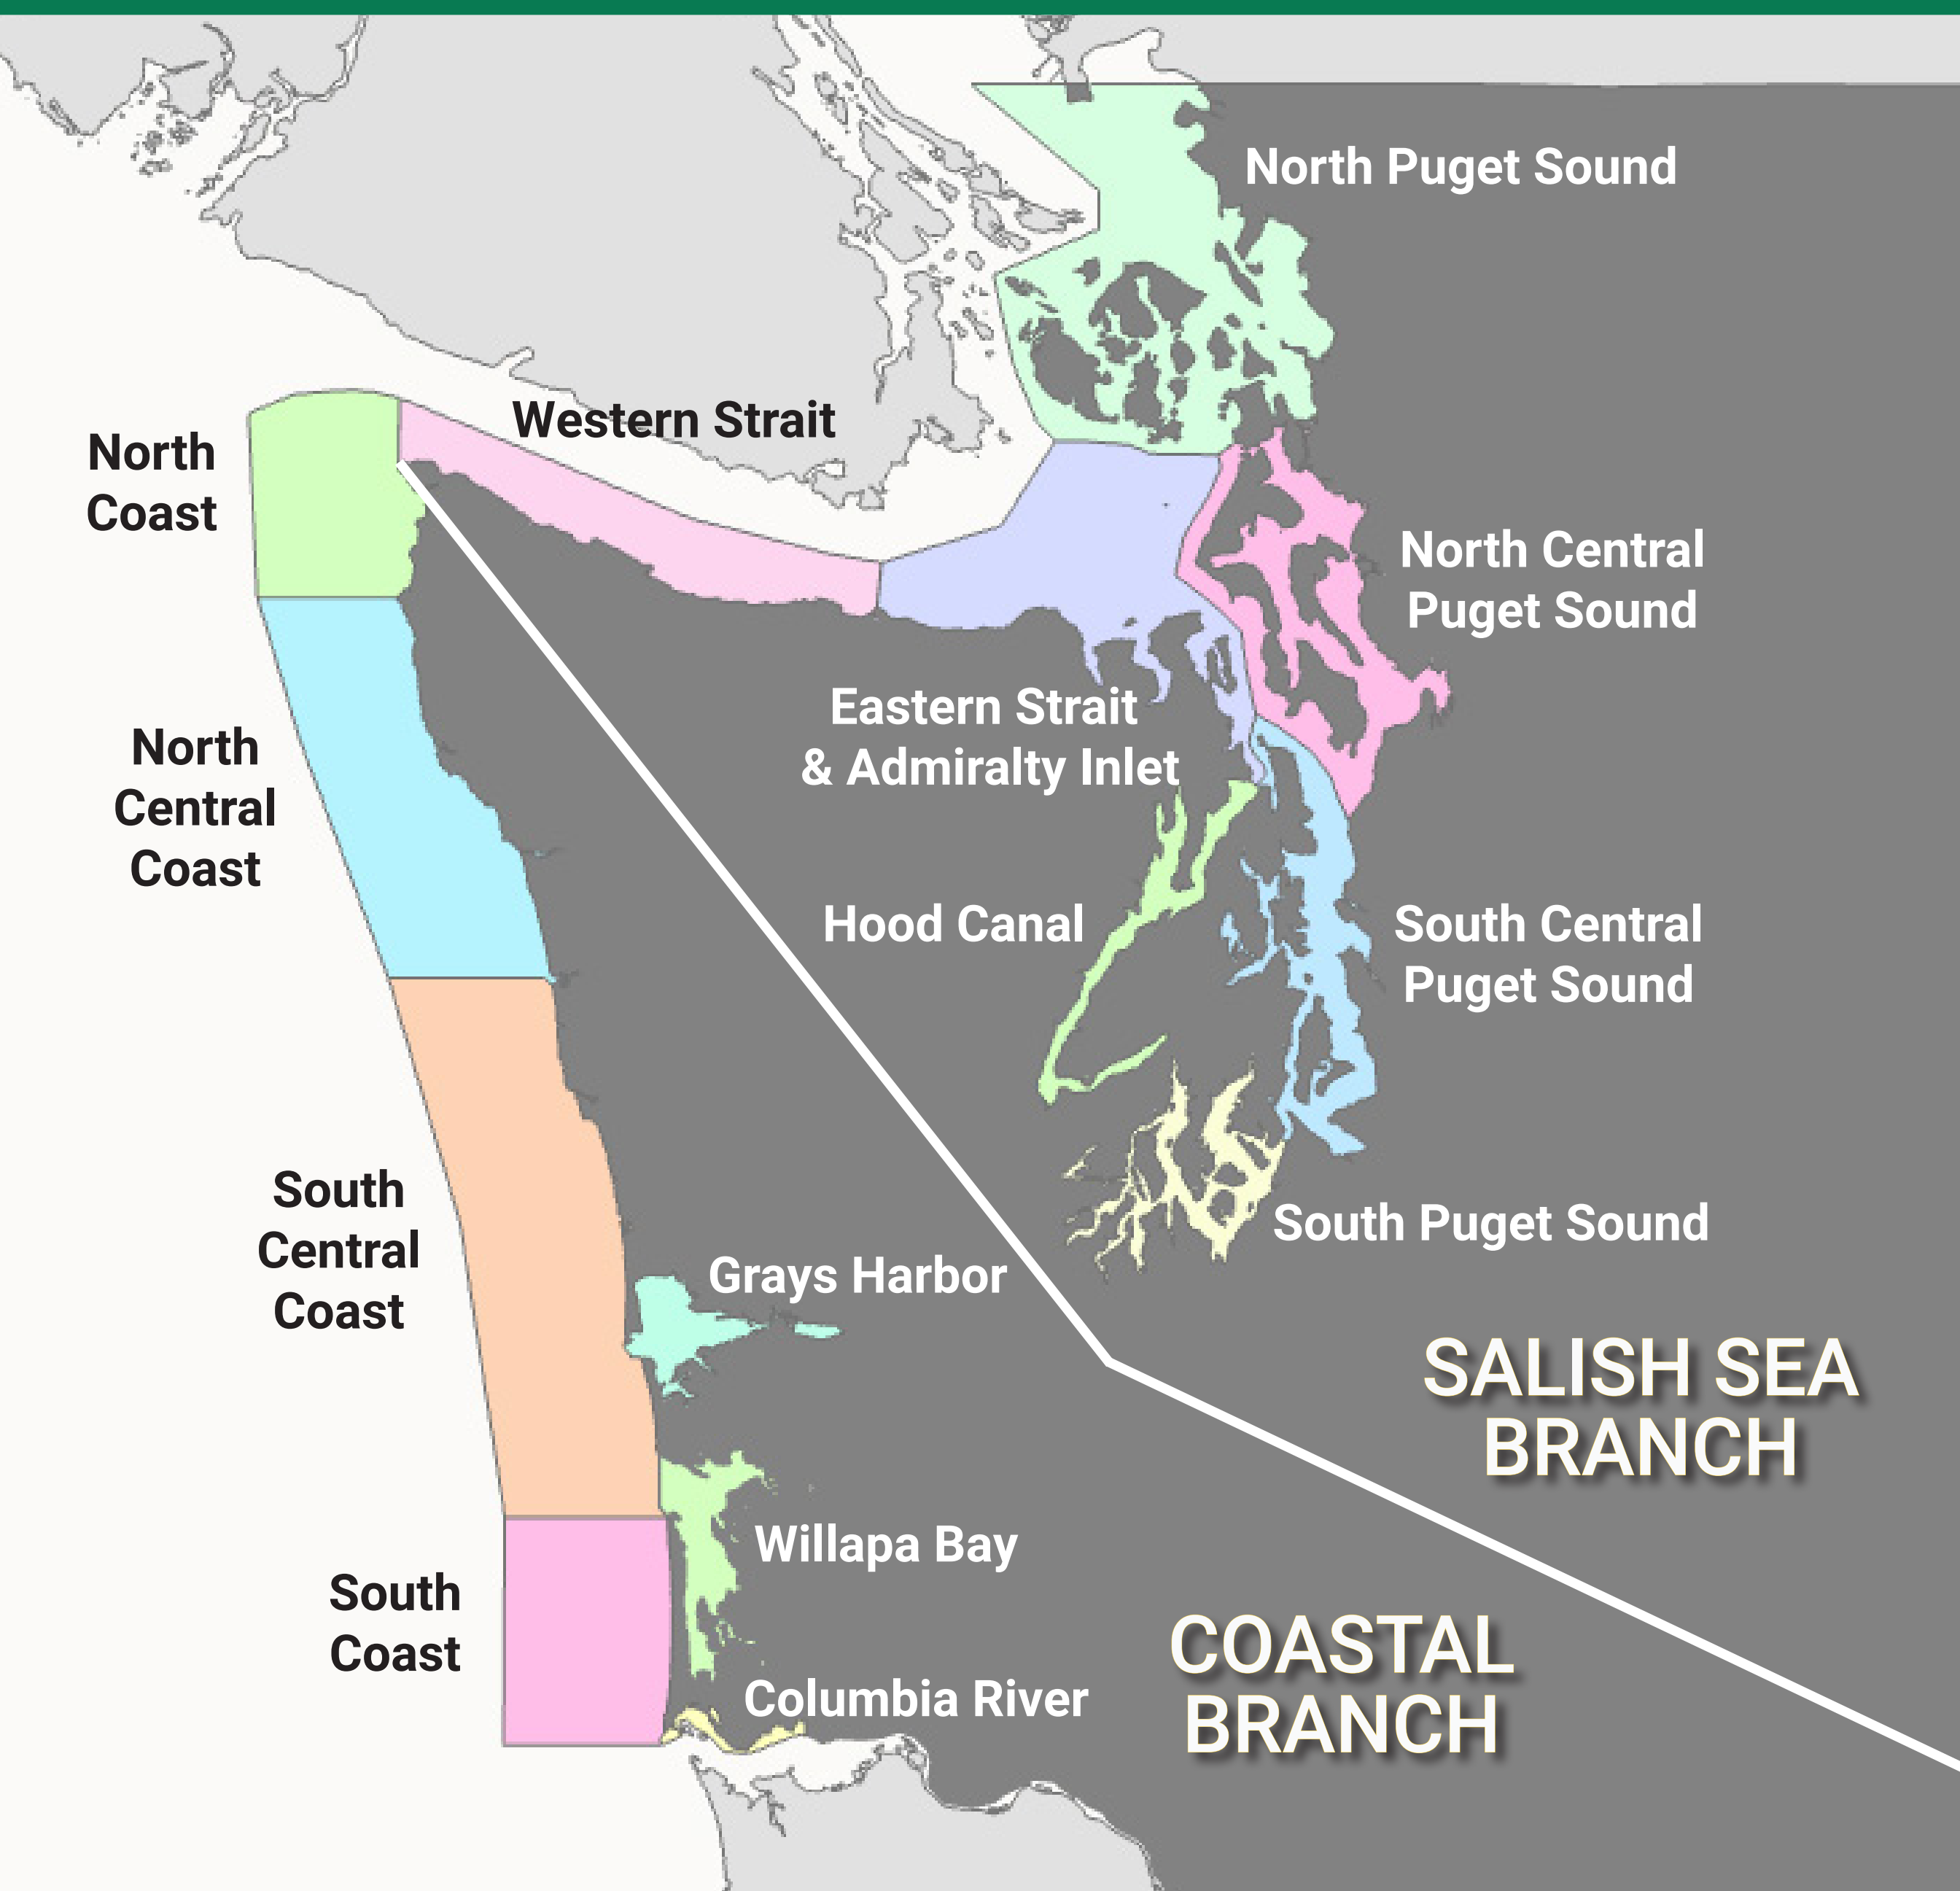 North Puget Sound
Western Strait
North
Coast
North Central
Puget Sound
Eastern Strait
& Admiralty Inlet
North
Central
Coast
Hood Canal
South Central
Puget Sound
South
Central
Coast
South Puget Sound
Grays Harbor
SALISH SEA
BRANCH
Willapa Bay
South
Coast
COASTAL
BRANCH
Columbia River